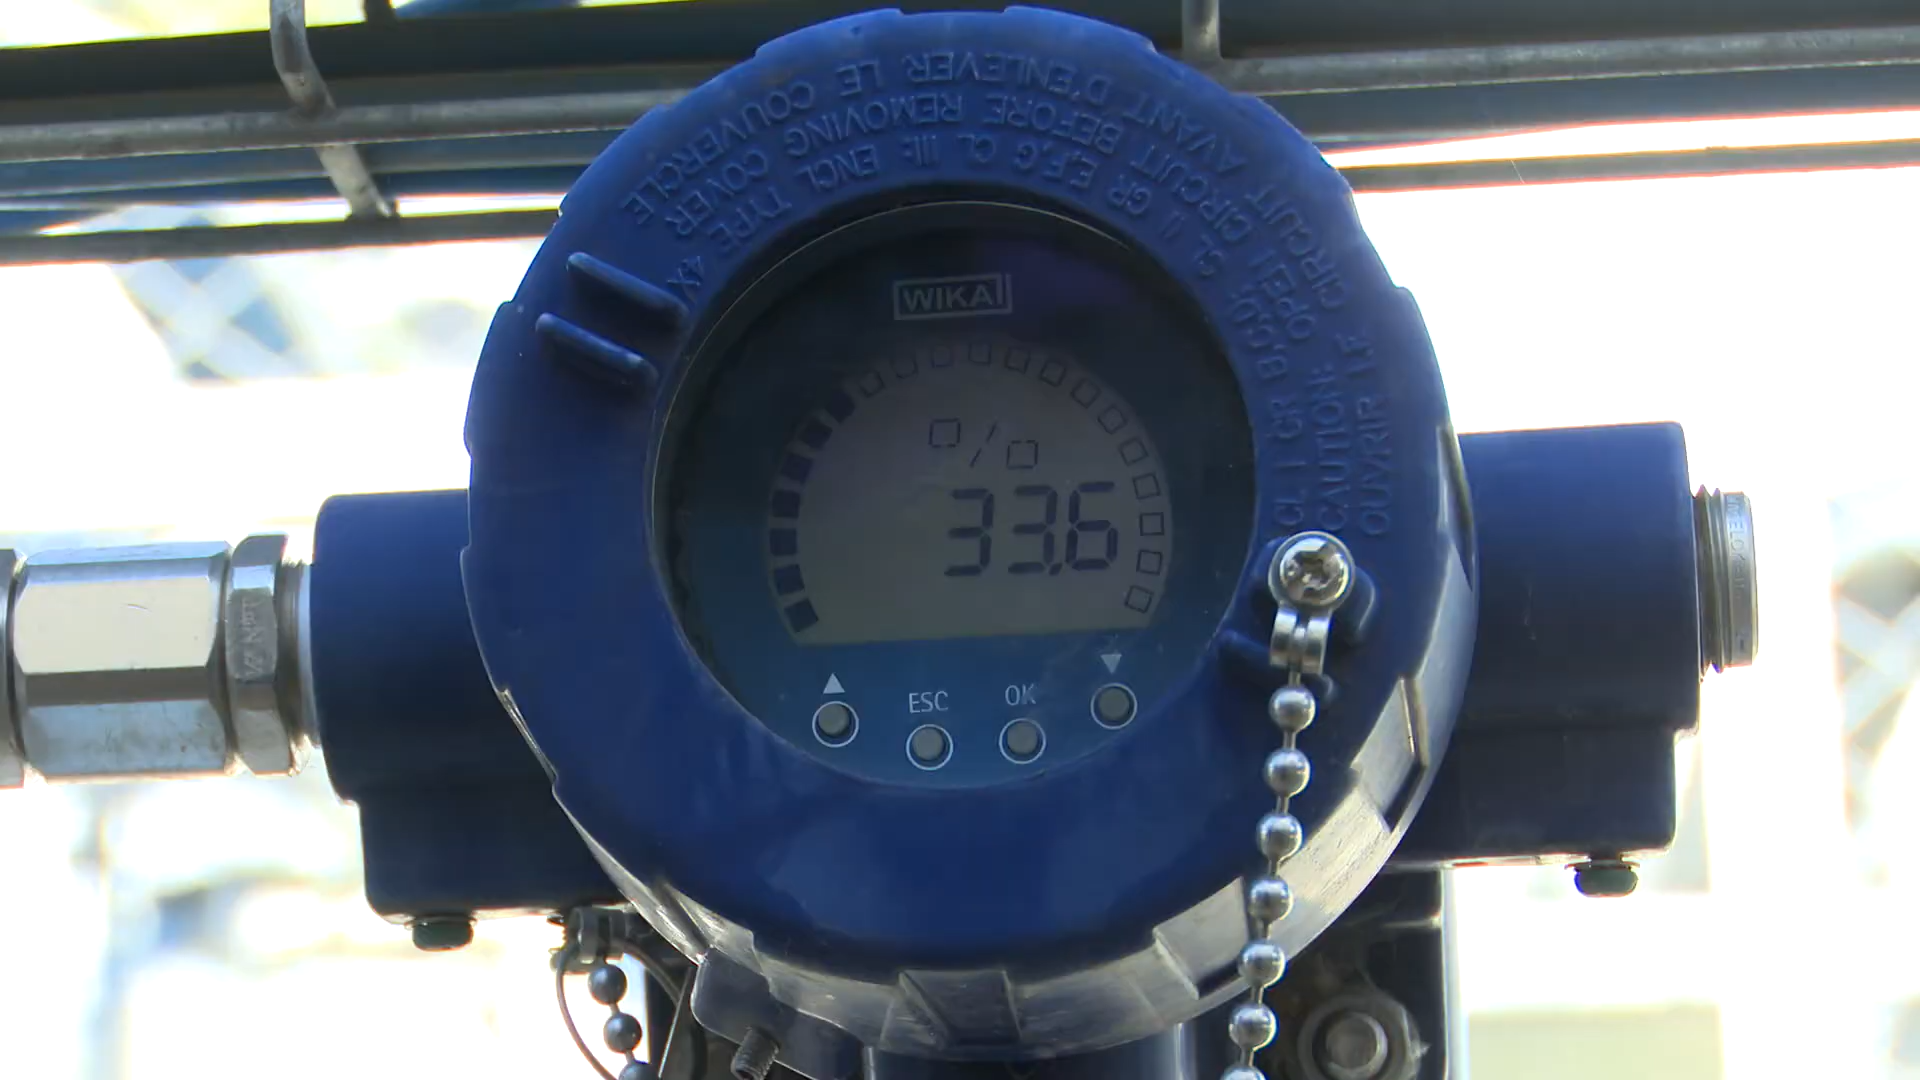 CL I GR B,C,D, SL II GR E,F,G CL III: ENCL TYPE 4X
CAUTION: OPEN CIRCUIT BEFORE REMOVING COVER
OUVRIR LE CIRCUIT AVANT D'ENLEVER LE COUVERCLE
WIKA
%
33.6
ESC
OK